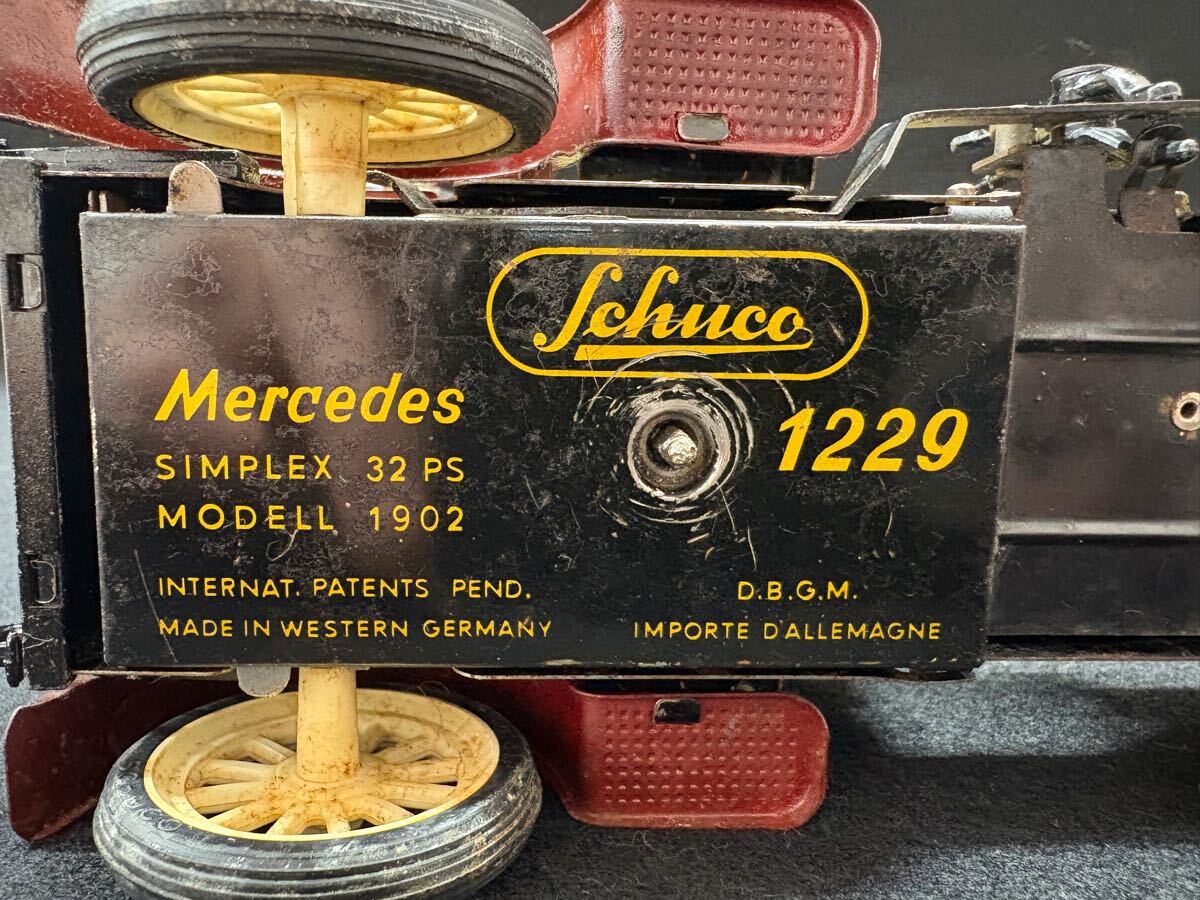 Schuco
Mercedes
1229
SIMPLEX 32 PS
MODELL 1902
INTERNAT. PATENTS PEND.
D.B.G.M.
MADE IN WESTERN GERMANY
IMPORTE D'ALLEMAGNE